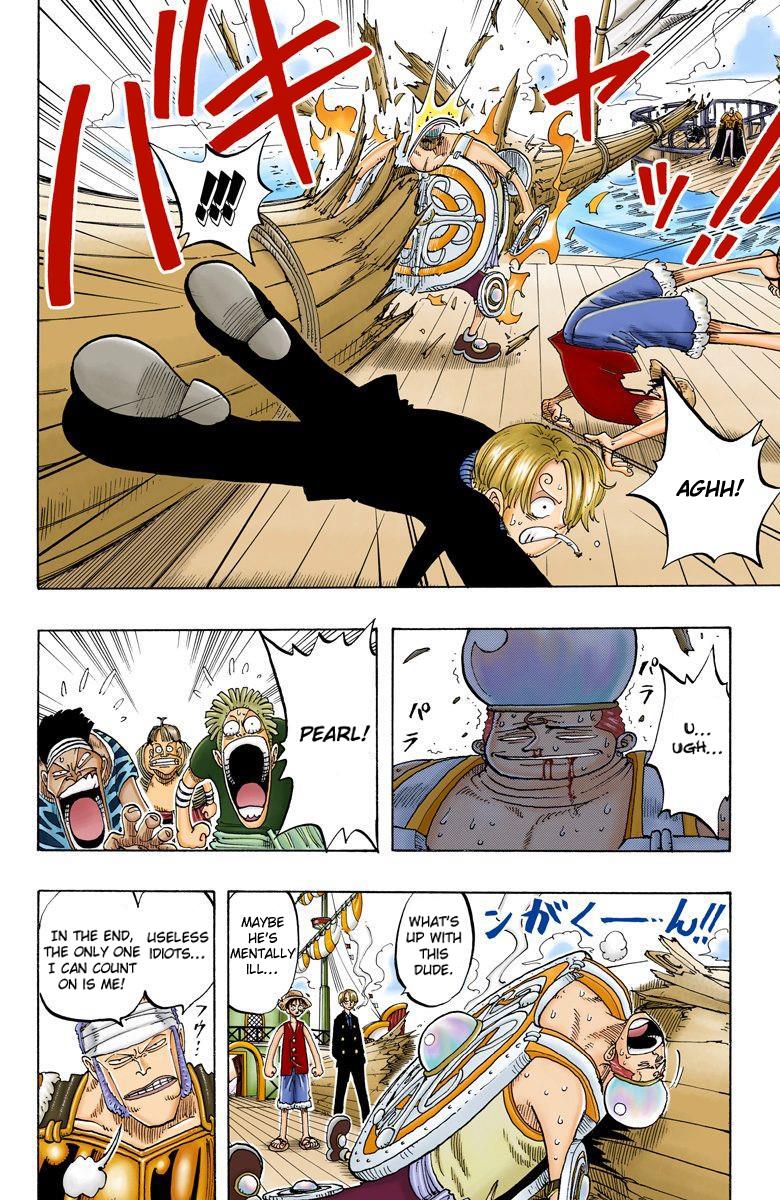 バキャッ!!
!!!
AGHH!
パラ
パラ
U...
UGH...
PEARL!
WHAT'S
UP WITH
THIS
DUDE.
MAYBE
HE'S
MENTALLY
ILL...
ンがくー…ん!!
USELESS
IDIOTS...
IN THE END,
THE ONLY ONE
I CAN COUNT
ON IS ME!
フゥ!